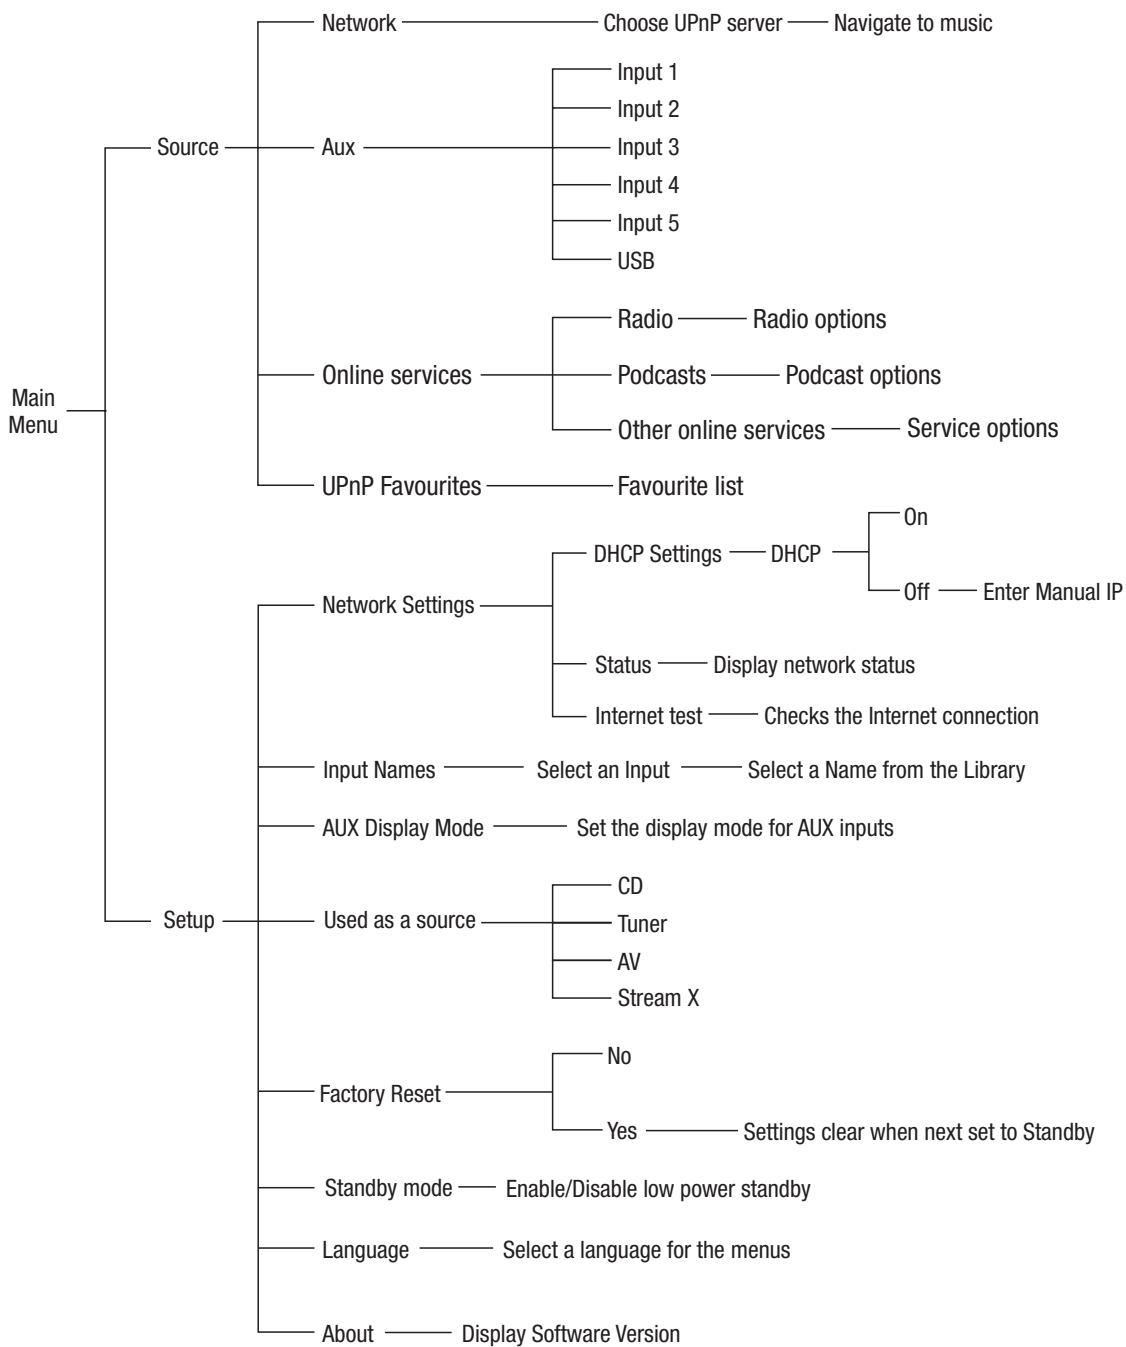 Network
Choose UPnP server
Navigate to music
Input 1
Input 2
Source
Aux
Input 3
Input 4
Input 5
USB
Radio
Radio options
Online services
Podcasts
Podcast options
Main
Menu
Other online services
Service options
UPnP Favourites
Favourite list
On
DHCP Settings
DHCP
Off
Enter Manual IP
Network Settings
Status
Display network status
Internet test
Checks the Internet connection
Input Names
Select an Input
Select a Name from the Library
AUX Display Mode
Set the display mode for AUX inputs
CD
Setup
Used as a source
Tuner
AV
Stream X
No
Factory Reset
Yes
Settings clear when next set to Standby
Standby mode
Enable/Disable low power standby
Language
Select a language for the menus
About
Display Software Version